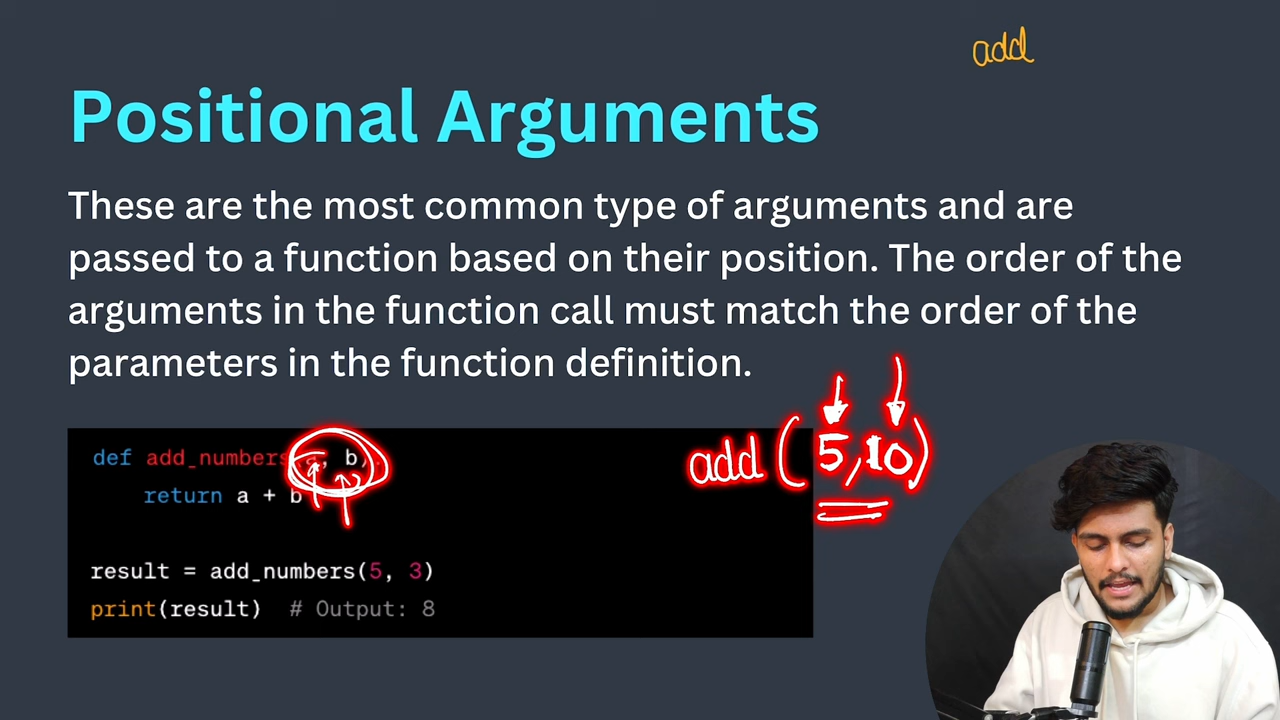 add
Positional Arguments
These are the most common type of arguments and are
passed to a function based on their position. The order of the
arguments in the function call must match the order of the
parameters in the function definition.
add (5,10)
def add_numbers(a, b):
return a + b
result = add_numbers(5, 3)
print(result) # Output: 8